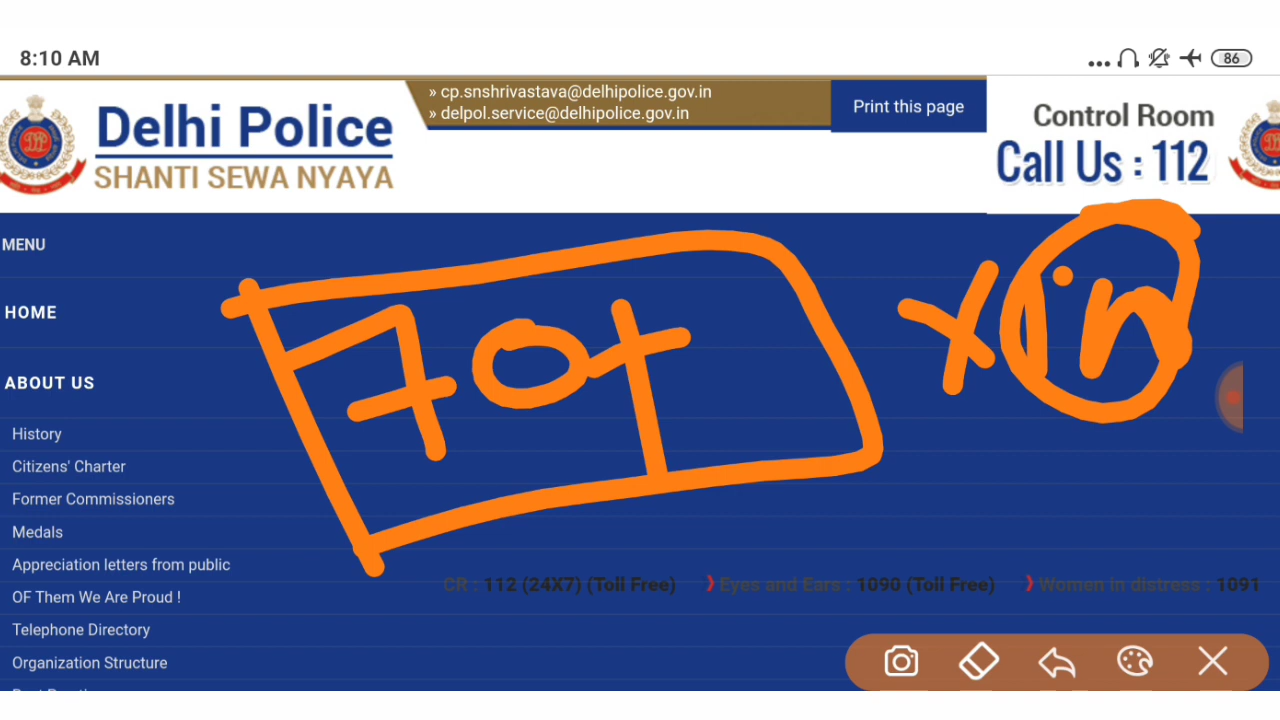 8:10 AM
86
Delhi Police
SHANTI SEWA NYAYA
» cp.snshrivastava@delhipolice.gov.in
» delpol.service@delhipolice.gov.in
Print this page
Control Room
Call Us : 112
MENU
HOME
ABOUT US
70+
x in
History
Citizens' Charter
Former Commissioners
Medals
Appreciation letters from public
OF Them We Are Proud !
Telephone Directory
Organization Structure
CR : 112 (24X7) (Toll Free) ❫ Eyes and Ears : 1090 (Toll Free) ❫ Women in distress : 1091